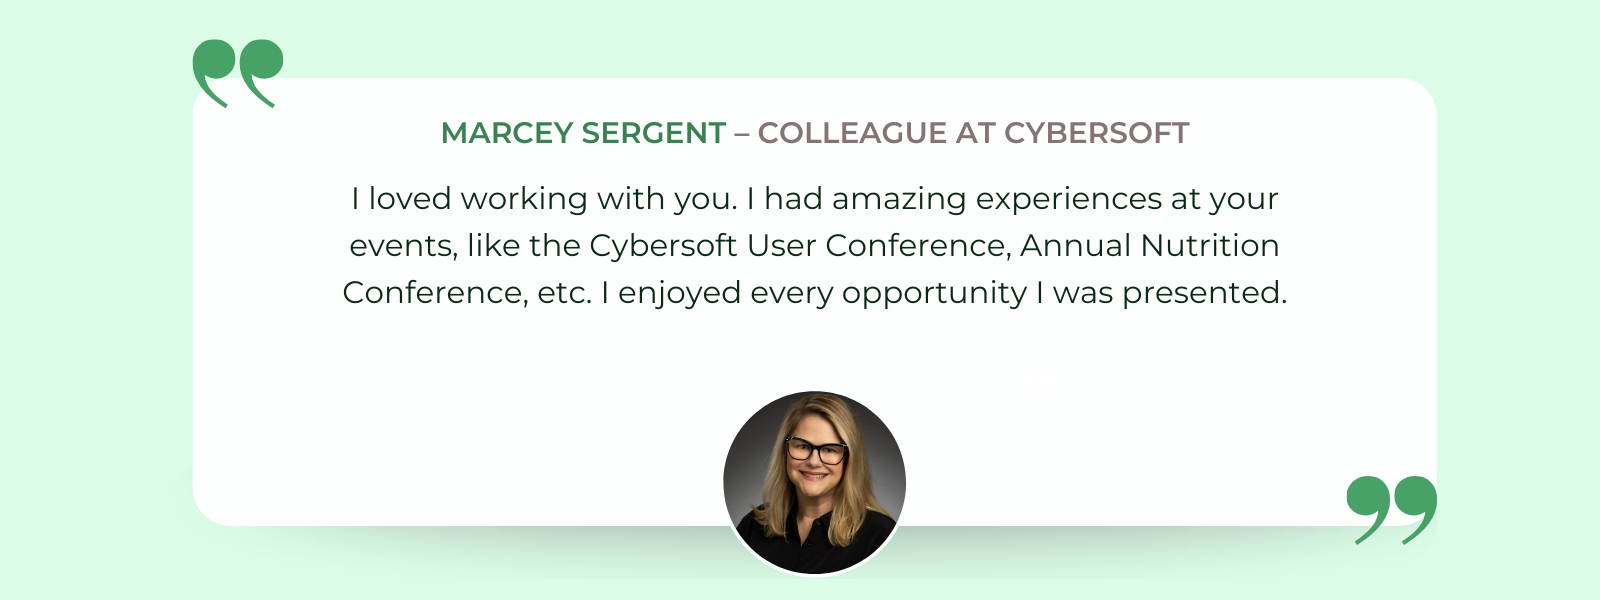 MARCEY SERGENT – COLLEAGUE AT CYBERSOFT
I loved working with you. I had amazing experiences at your
events, like the Cybersoft User Conference, Annual Nutrition
Conference, etc. I enjoyed every opportunity I was presented.